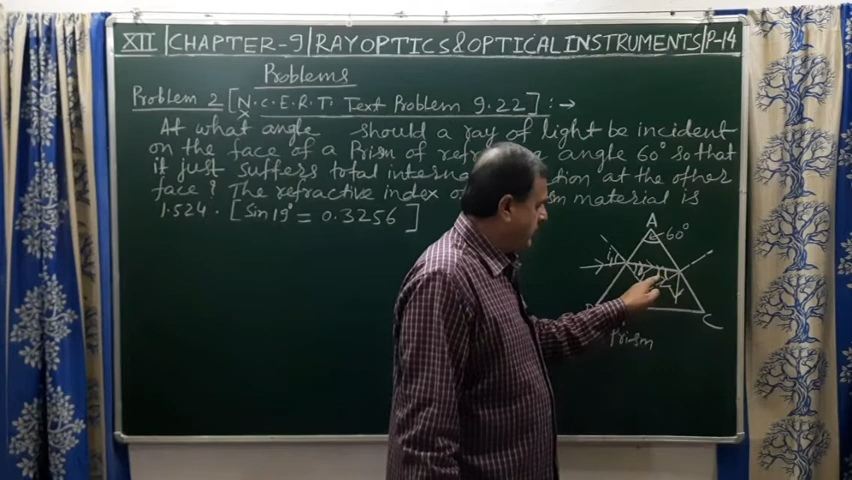 XII | CHAPTER-9 | RAY OPTICS & OPTICAL INSTRUMENTS | P-14
Problems
Problem 2 [N.C.E.R.T. Text Problem 9.22] :→
At what angle should a ray of light be incident
on the face of a Prism of angle 60° so that
it just suffers total at the other
face? The refractive index material is
1.524. [Sin 19° = 0.3256]
A
60°
C
Prism